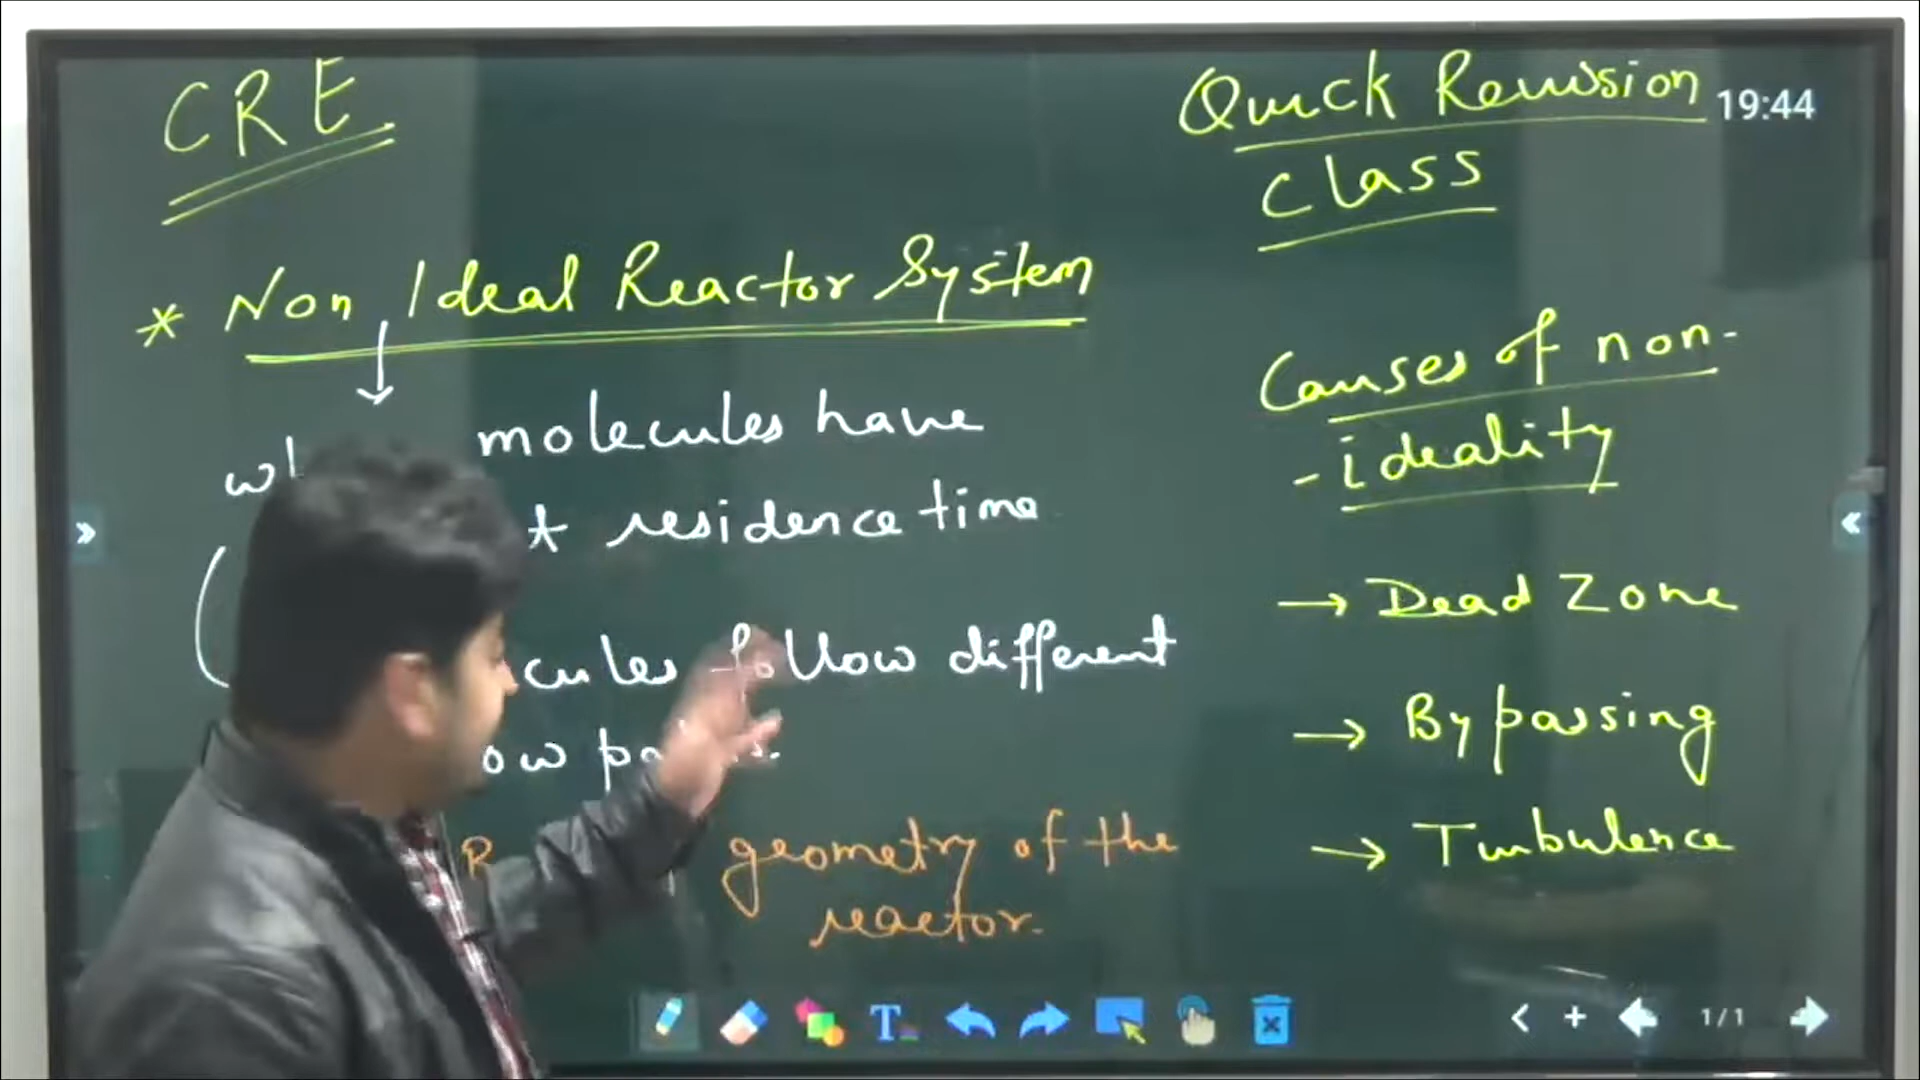 CRE
Quick Revision
Class
19:44
* Non Ideal Reactor System
molecules have
residence time
follow different
geometry of the
reactor.
Causes of non-
-ideality
→ Dead Zone
→ Bypassing
→ Turbulence
1/1